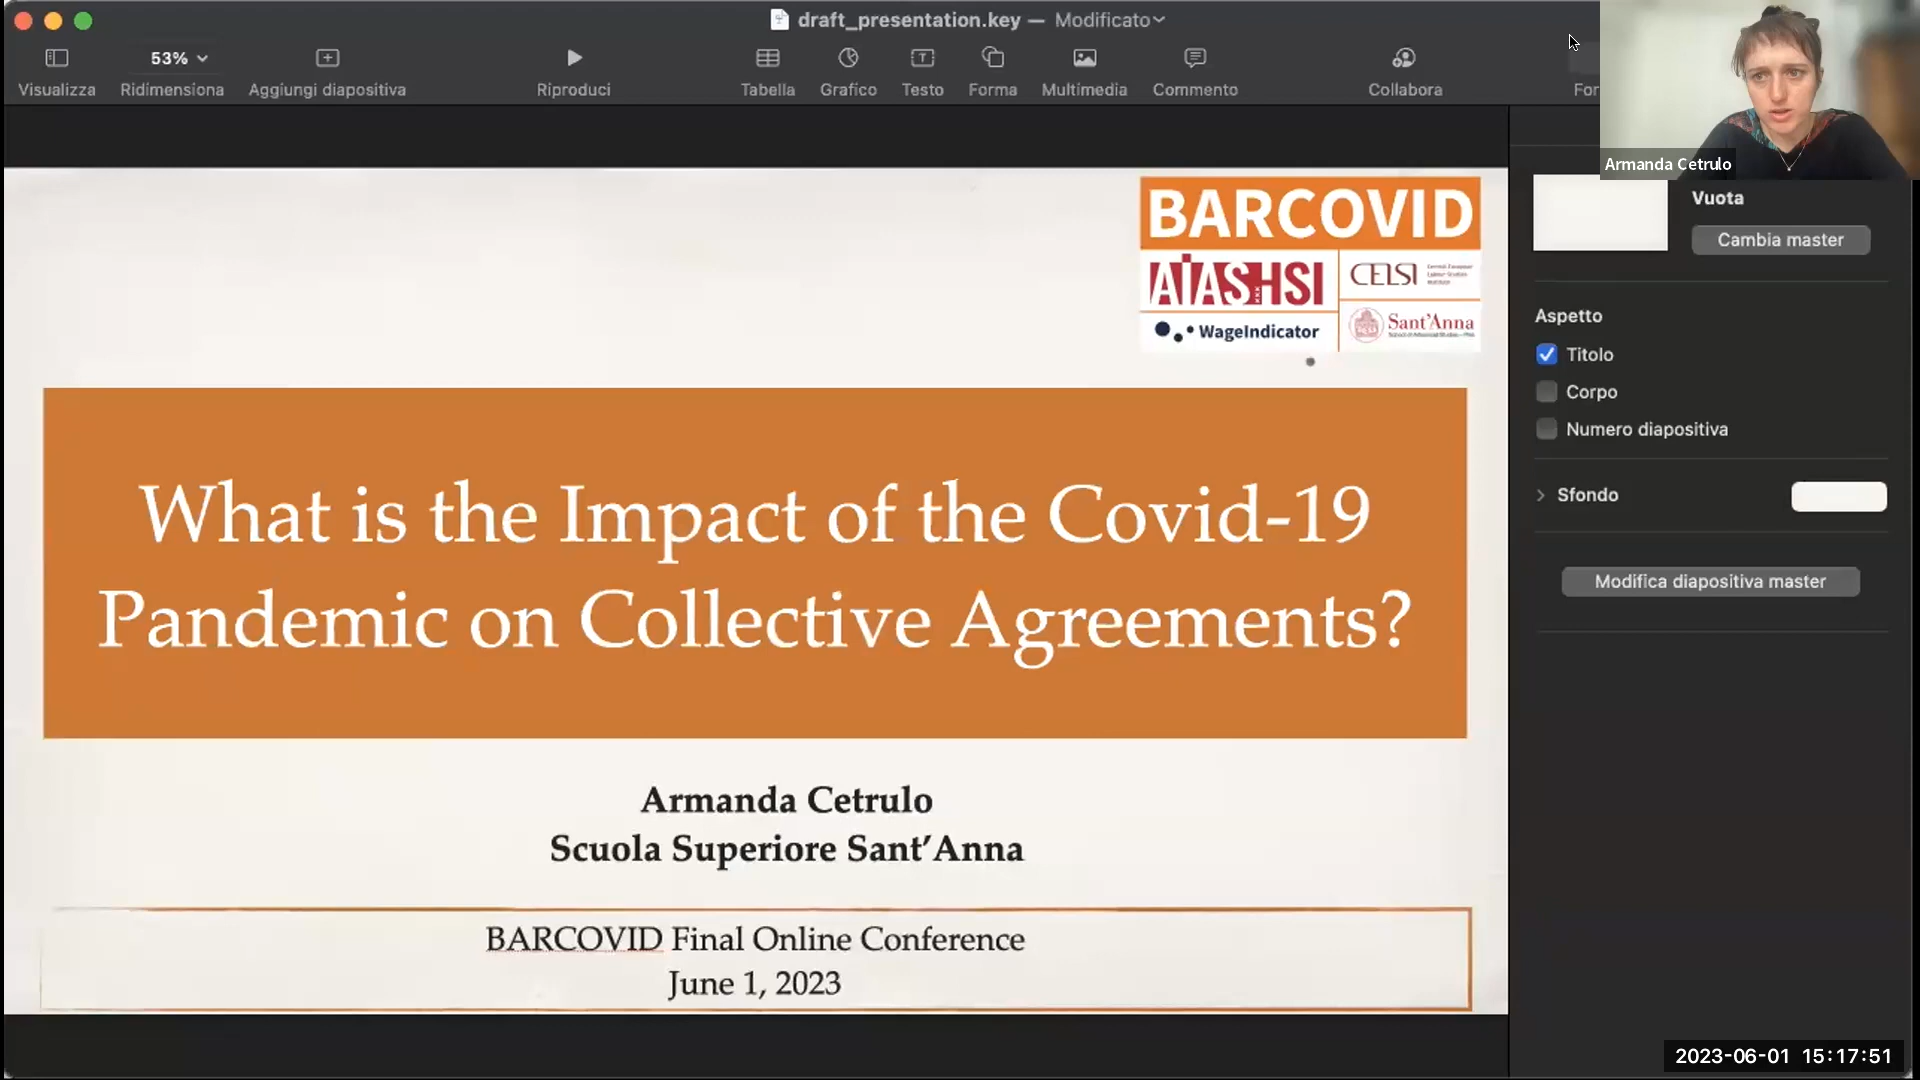 draft_presentation.key — Modificato
53%
Visualizza
Ridimensiona
Aggiungi diapositiva
Riproduci
Tabella
Grafico
Testo
Forma
Multimedia
Commento
Collabora
For
Armanda Cetrulo
BARCOVID
AIAS-HSI
CELSI
WageIndicator
Sant'Anna
What is the Impact of the Covid-19
Pandemic on Collective Agreements?
Armanda Cetrulo
Scuola Superiore Sant'Anna
BARCOVID Final Online Conference
June 1, 2023
Vuota
Cambia master
Aspetto
Titolo
Corpo
Numero diapositiva
Sfondo
Modifica diapositiva master
2023-06-01 15:17:51